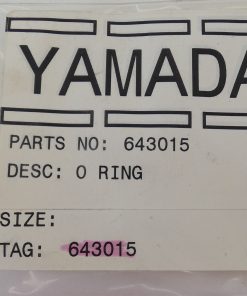 YAMADA
PARTS NO: 643015
DESC: O RING
SIZE:
TAG: 643015